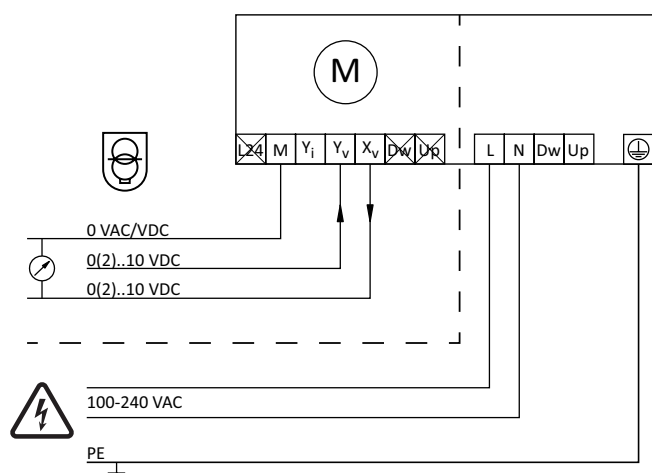 M
L24 M Yi Yv Xv Dw Up L N Dw Up
0 VAC/VDC
0(2)..10 VDC
0(2)..10 VDC
100-240 VAC
PE